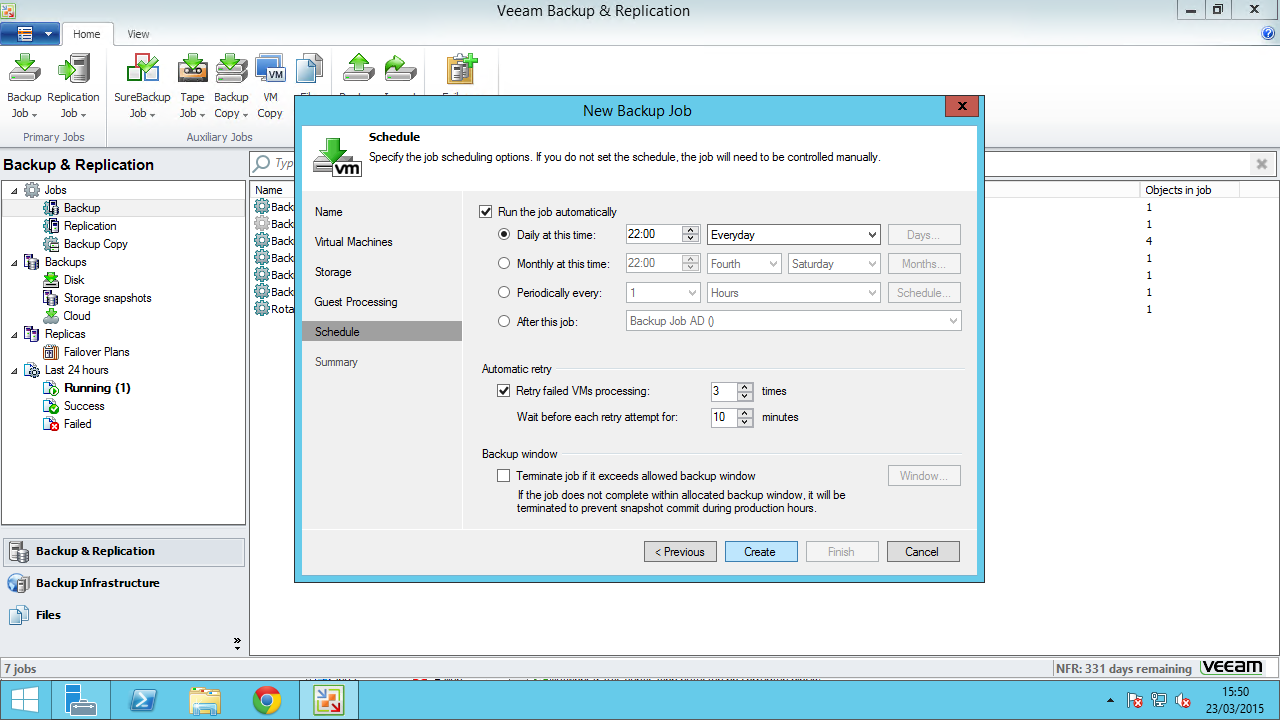 Veeam Backup & Replication
Home
View
Backup Job
Replication Job
SureBackup Job
Tape Job
Backup Copy
VM Copy
Primary Jobs
Auxiliary Jobs
Backup & Replication
Jobs
Backup
Replication
Backup Copy
Backups
Disk
Storage snapshots
Cloud
Replicas
Failover Plans
Last 24 hours
Running (1)
Success
Failed
Backup & Replication
Backup Infrastructure
Files
Typ
Name
Objects in job
Back 1
Back 1
Back 4
Back 1
Back 1
Back 1
Rota 1
New Backup Job
vm
Schedule
Specify the job scheduling options. If you do not set the schedule, the job will need to be controlled manually.
Name
Virtual Machines
Storage
Guest Processing
Schedule
Summary
Run the job automatically
Daily at this time: 22:00 Everyday Days...
Monthly at this time: 22:00 Fourth Saturday Months...
Periodically every: 1 Hours Schedule...
After this job: Backup Job AD ()
Automatic retry
Retry failed VMs processing: 3 times
Wait before each retry attempt for: 10 minutes
Backup window
Terminate job if it exceeds allowed backup window Window...
If the job does not complete within allocated backup window, it will be
terminated to prevent snapshot commit during production hours.
< Previous Create Finish Cancel
7 jobs
NFR: 331 days remaining veeam
15:50
23/03/2015